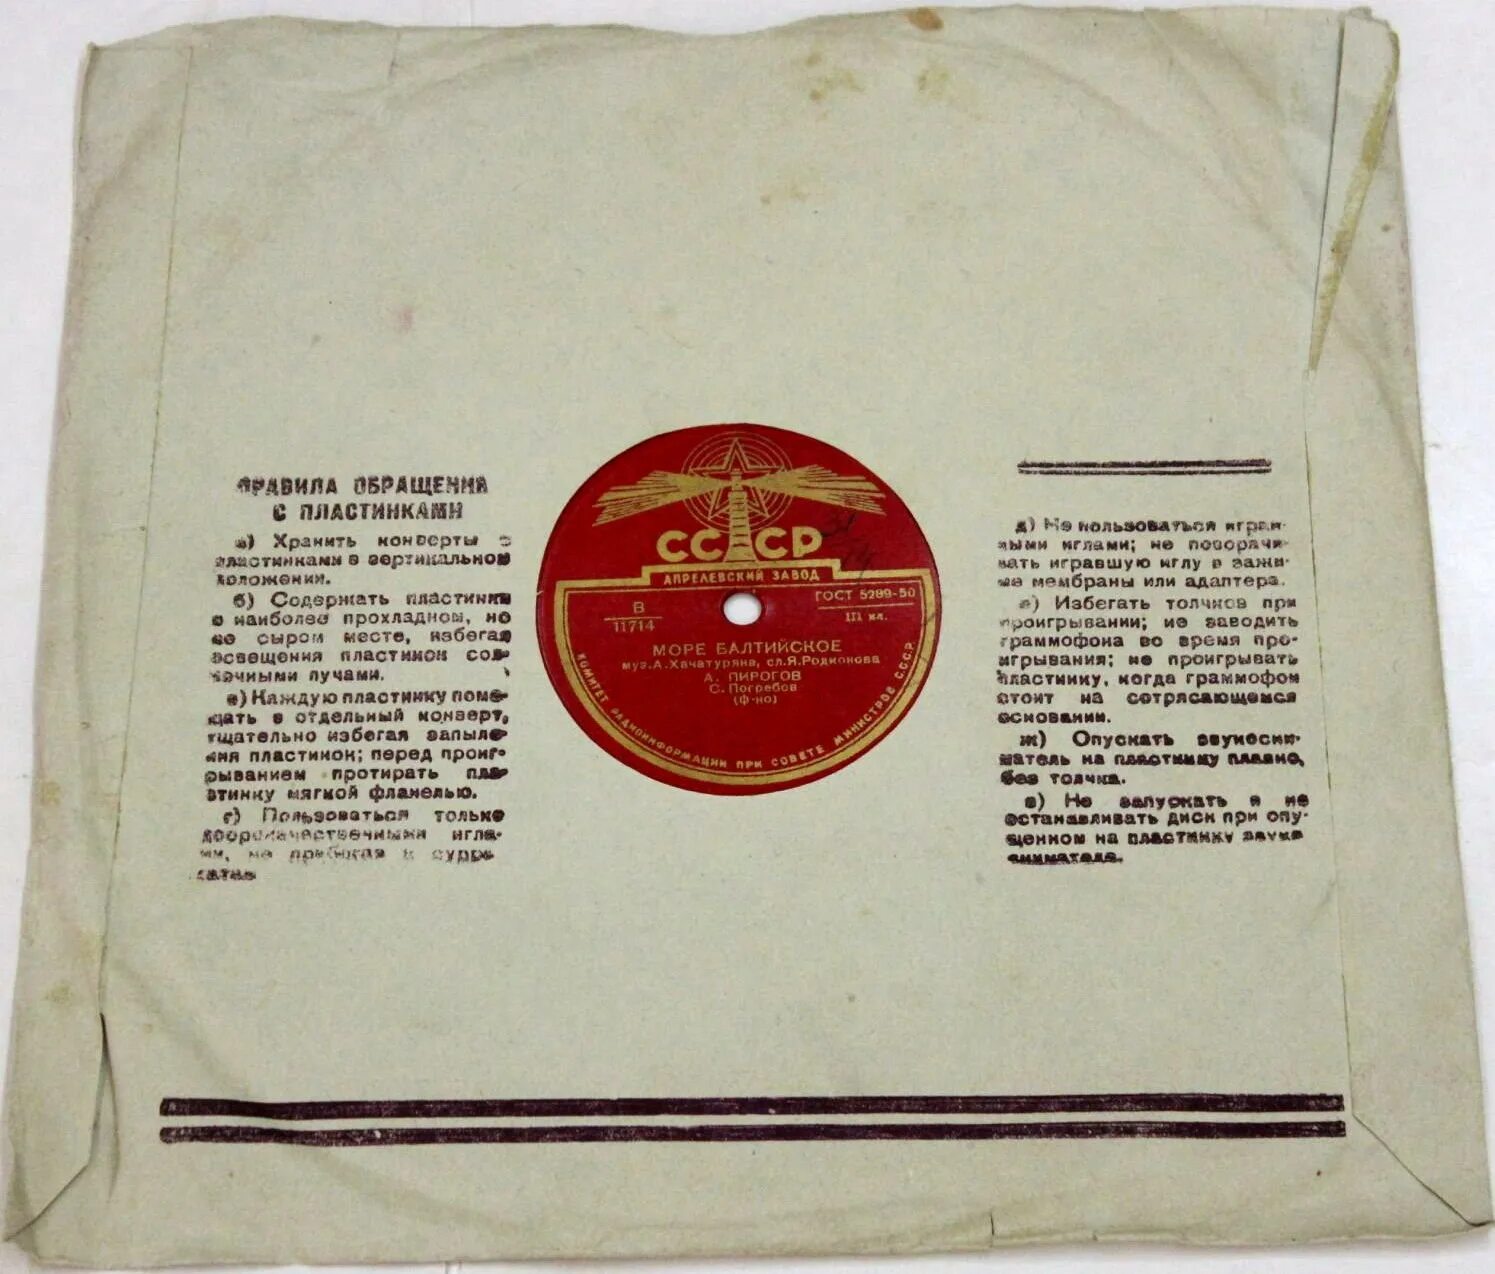 ПРАВИЛА ОБРАЩЕНИЯ
С ПЛАСТИНКАМИ
а) Хранить конверты с
пластинками в вертикальном
положении.
б) Содержать пластинки
в наиболее прохладном, но
не сыром месте, избегая
освещения пластинок сол-
нечными лучами.
в) Каждую пластинку поме-
щать в отдельный конверт,
тщательно избегая запыле-
ния пластинок; перед проиг-
рыванием протирать пла-
стинку мягкой фланелью.
г) Пользоваться только
доброкачественными игла-
ми, не прибегая к сурро-
гатам
СССР
АПРЕЛЕВСКИЙ ЗАВОД
В
11714
ГОСТ 5289-50
III кл.
МОРЕ БАЛТИЙСКОЕ
муз.А.Хачатуряна, сл.Я.Родионова
А. ПИРОГОВ
С. Погребов
(ф-но)
КОМИТЕТ РАДИОИНФОРМАЦИИ ПРИ СОВЕТЕ МИНИСТРОВ СССР
д) Не пользоваться игран-
ными иглами; не поворачи-
вать игравшую иглу в зажи-
ме мембраны или адаптера.
е) Избегать толчков при
проигрывании; не заводить
граммофона во время про-
игрывания; не проигрывать
пластинку, когда граммофон
стоит на сотрясающемся
основании.
ж) Опускать звукосни-
матель на пластинку плавно,
без толчка.
з) Не запускать и не
останавливать диск при опу-
щенном на пластинку звуко
снимателе.